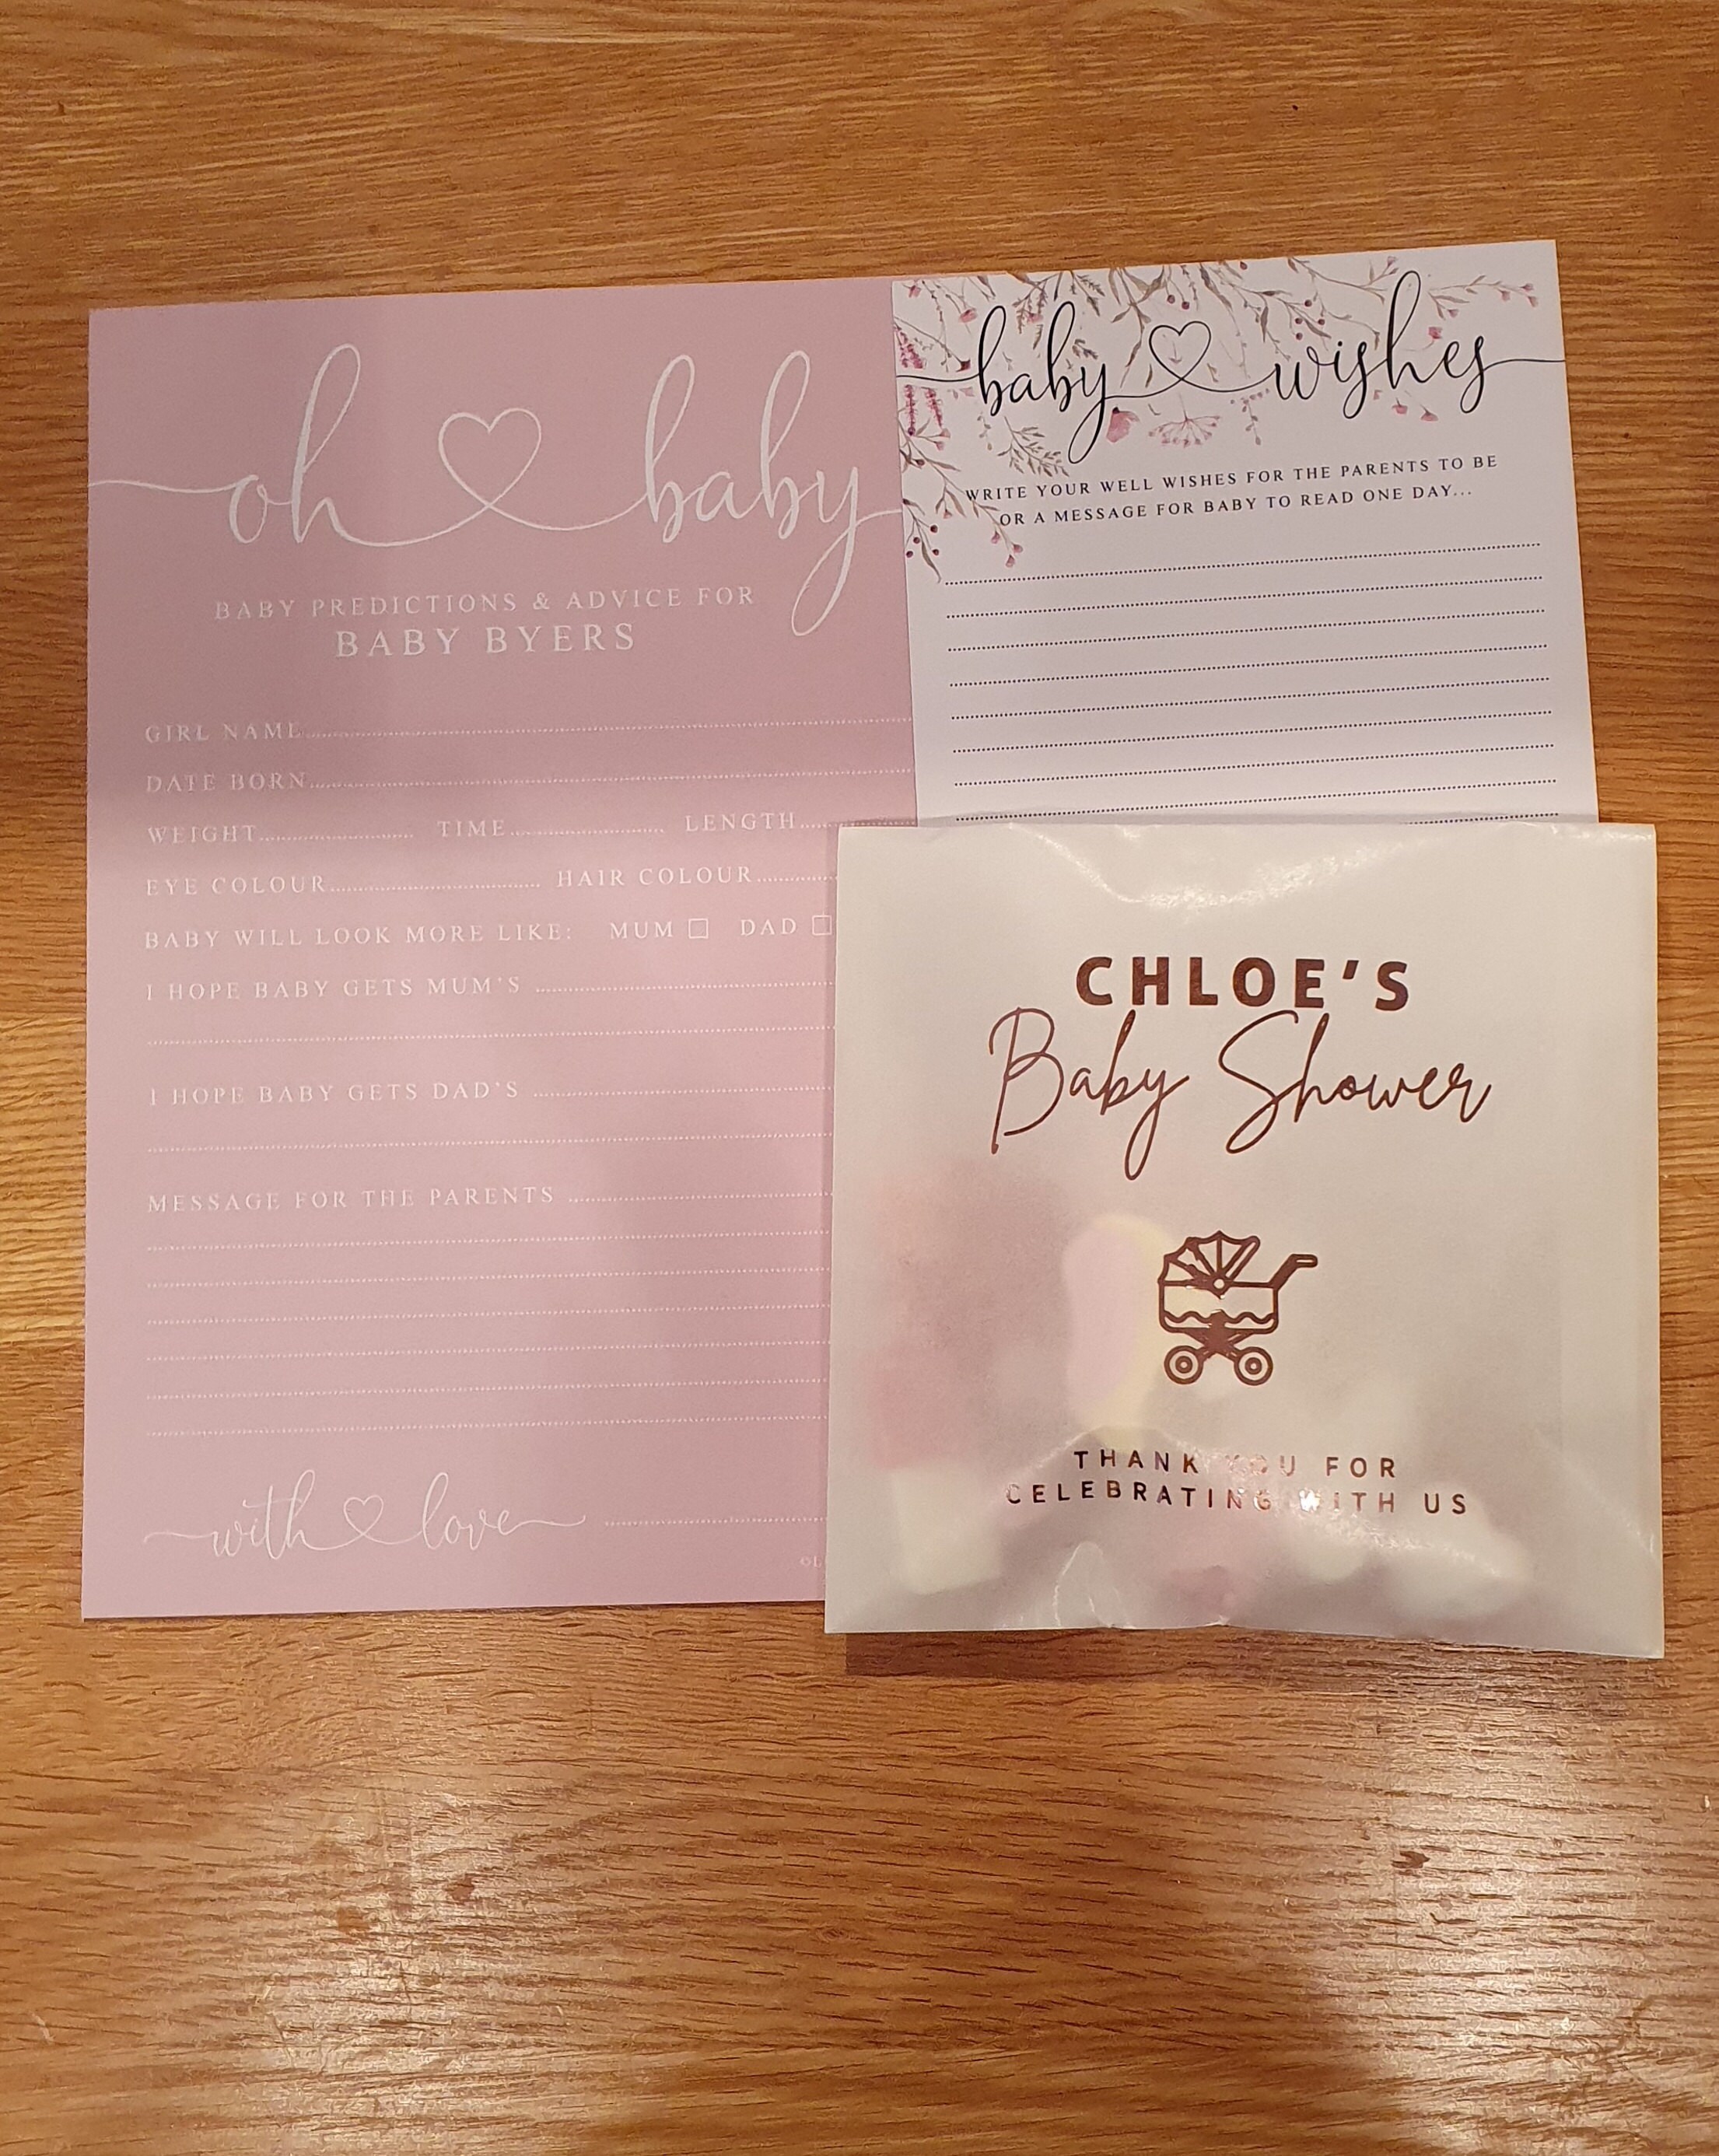 oh baby
BABY PREDICTIONS & ADVICE FOR
BABY BYERS
GIRL NAME
DATE BORN
WEIGHT TIME LENGTH
EYE COLOUR HAIR COLOUR
BABY WILL LOOK MORE LIKE: MUM DAD
I HOPE BABY GETS MUM'S
I HOPE BABY GETS DAD'S
MESSAGE FOR THE PARENTS
with love
baby wishes
WRITE YOUR WELL WISHES FOR THE PARENTS TO BE
OR A MESSAGE FOR BABY TO READ ONE DAY...
CHLOE'S
Baby Shower
THANK YOU FOR
CELEBRATING WITH US